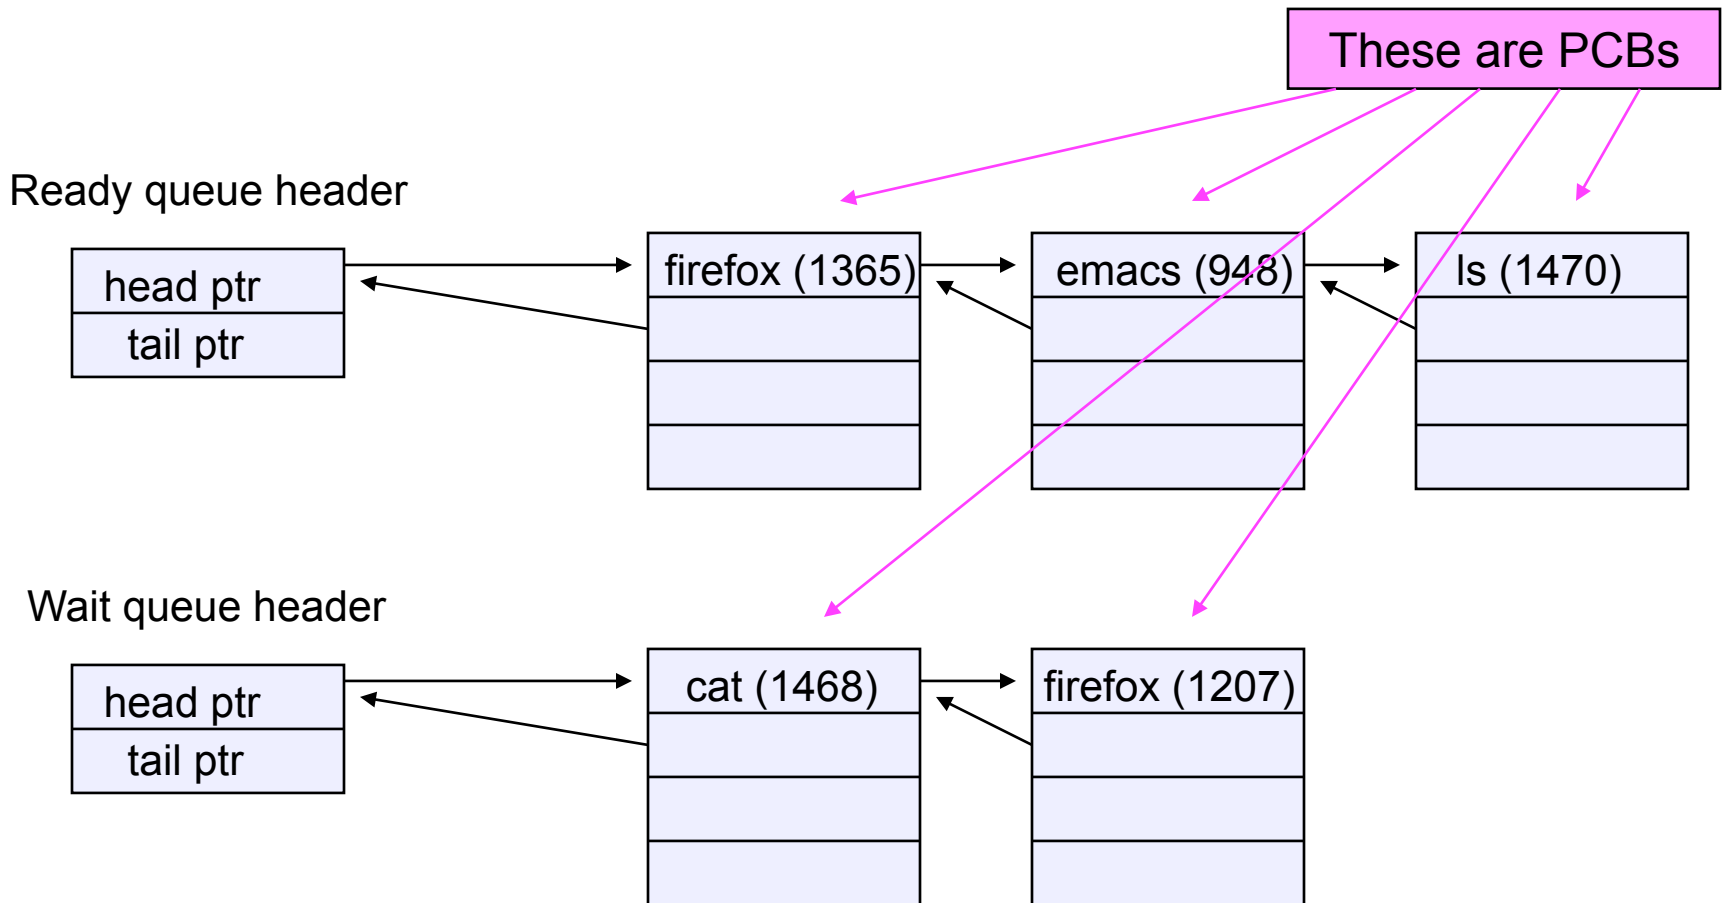 These are PCBs
Ready queue header
head ptr
tail ptr
firefox (1365)
emacs (948)
ls (1470)
Wait queue header
head ptr
tail ptr
cat (1468)
firefox (1207)